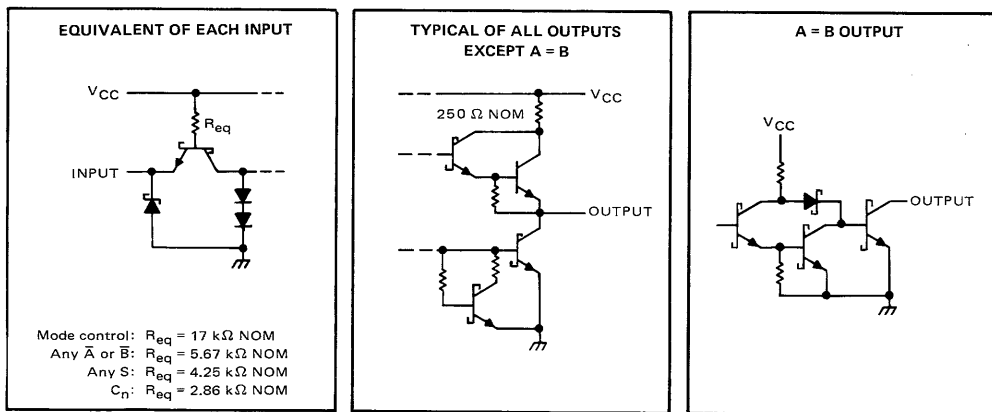 EQUIVALENT OF EACH INPUT
VCC
Req
INPUT
Mode control: Req = 17 kΩ NOM
Any A̅ or B̅: Req = 5.67 kΩ NOM
Any S: Req = 4.25 kΩ NOM
Cn: Req = 2.86 kΩ NOM
TYPICAL OF ALL OUTPUTS
EXCEPT A = B
VCC
250 Ω NOM
OUTPUT
A = B OUTPUT
VCC
OUTPUT